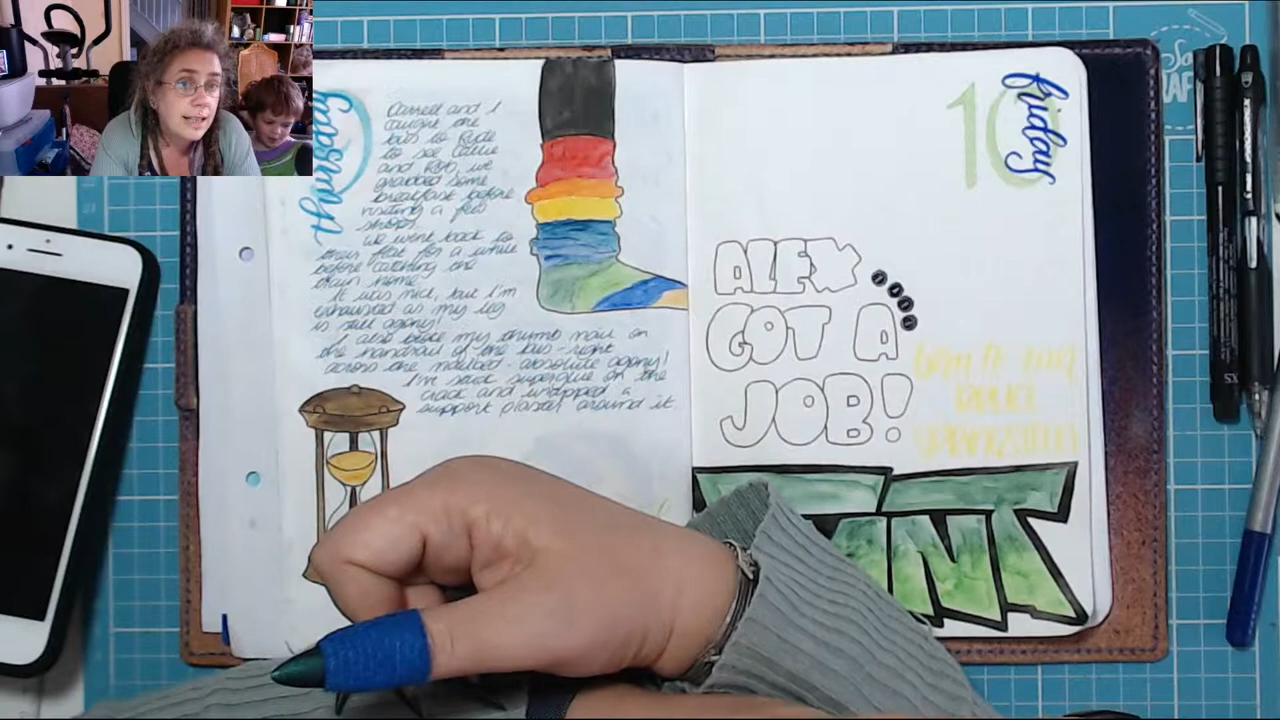 Saturday
Darrell and I
caught the
bus to Ryde
to see Callie
and Rob, we
grabbed some
breakfast before
visiting a few
shops.
We went back to
their flat for a while
before catching the
train home.
It was nice, but I'm
exhausted as my leg
is still agony!
I also broke my thumb nail on
the handrail of the bus - right
across the nailbed - absolute agony!
I've stuck superglue on the
crack and wrapped a
support plaster around it.
10
friday
ALEX
GOT A
JOB!